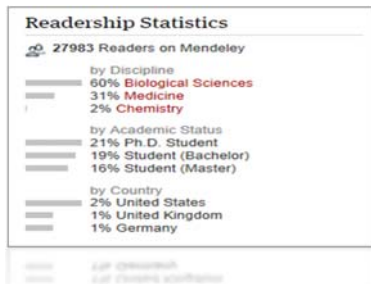 Readership Statistics
27983 Readers on Mendeley
by Discipline
60% Biological Sciences
31% Medicine
2% Chemistry
by Academic Status
21% Ph.D. Student
19% Student (Bachelor)
16% Student (Master)
by Country
2% United States
1% United Kingdom
1% Germany